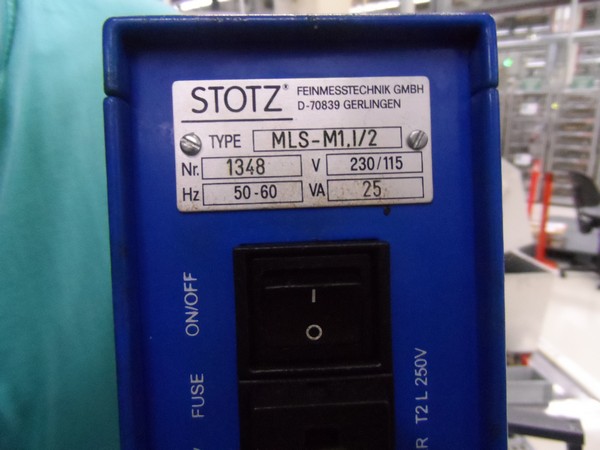 STOTZ® FEINMESSTECHNIK GMBH
D-70839 GERLINGEN
TYPE MLS-M1.I/2
Nr. 1348 V 230/115
Hz 50-60 VA 25
I
O
ON/OFF
FUSE
T2 L 250V